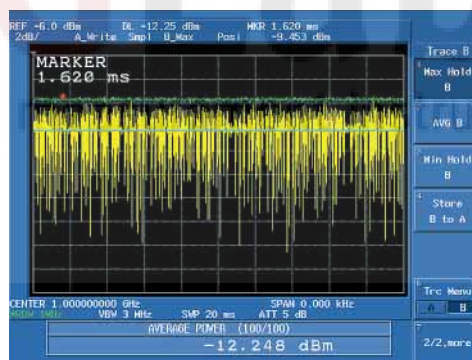 REF -6.0 dBm DL -12.25 dBm MKR 1.620 ms
2dB/ A_Write Smpl B_Max Posi -9.453 dBm
MARKER
1.620 ms
Trace B
Max Hold
B
AVG B
Min Hold
B
Store
B to A
Trc Menu
A B
2/2,more
CENTER 1.000000000 GHz SPAN 0.000 kHz
VBW 3 MHz SWP 20 ms ATT 5 dB
AVERAGE POWER (100/100)
-12.248 dBm